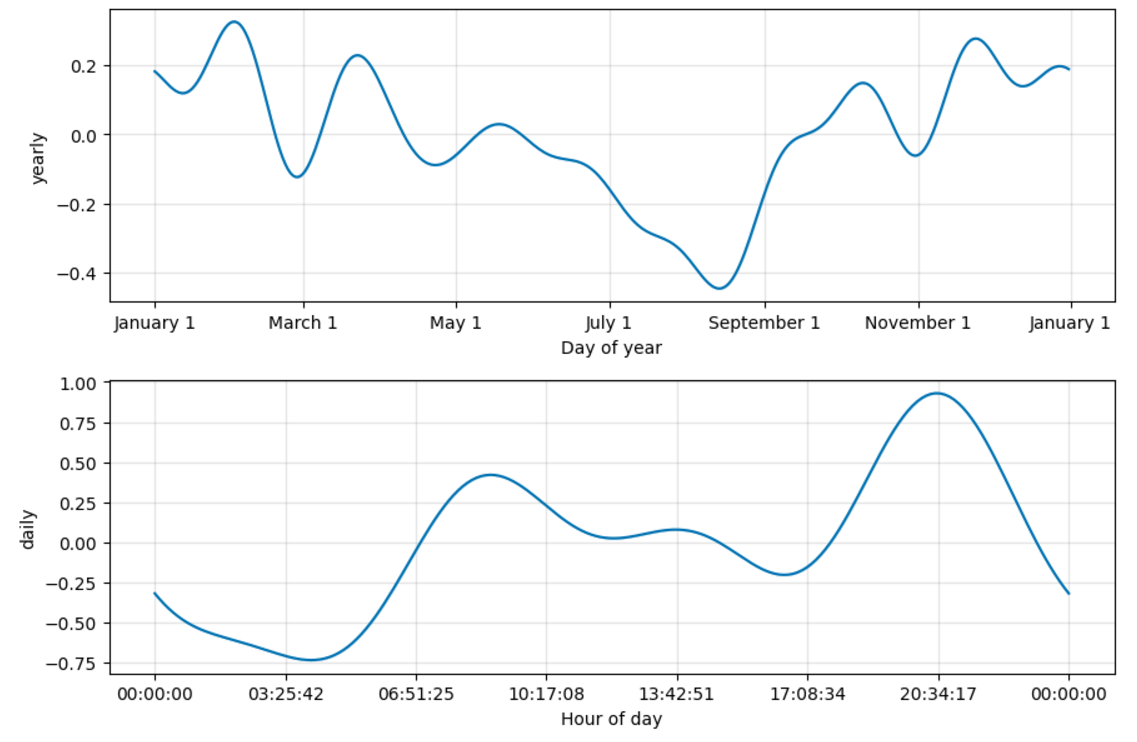 0.2
0.0
−0.2
−0.4
yearly
January 1 March 1 May 1 July 1 September 1 November 1 January 1
Day of year
1.00
0.75
0.50
0.25
0.00
−0.25
−0.50
−0.75
daily
00:00:00 03:25:42 06:51:25 10:17:08 13:42:51 17:08:34 20:34:17 00:00:00
Hour of day